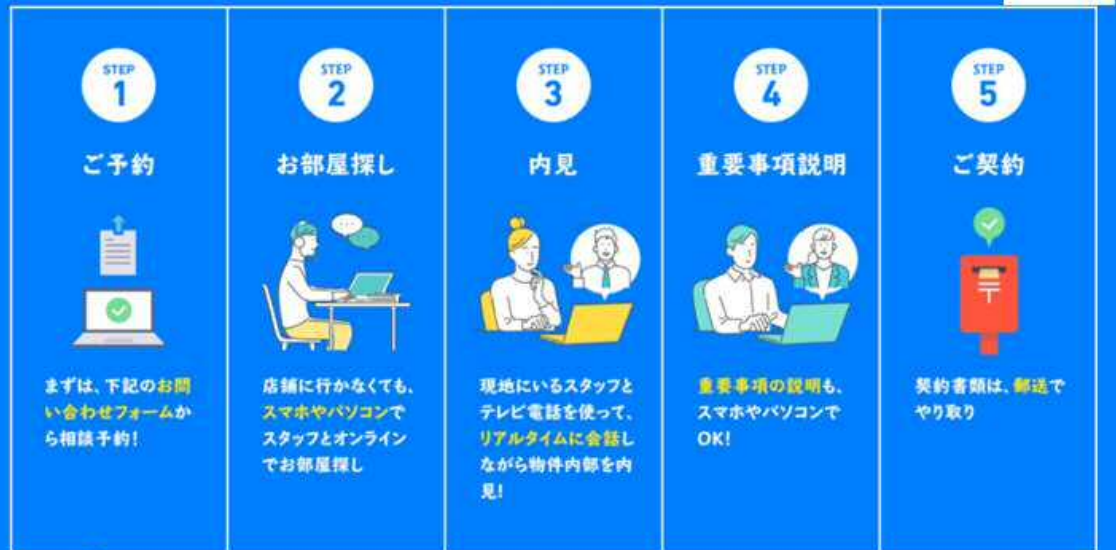 STEP
1
ご予約
まずは、下記のお問
い合わせフォームか
ら相談予約!
STEP
2
お部屋探し
店舗に行かなくても、
スマホやパソコンで
スタッフとオンライン
でお部屋探し
STEP
3
内見
現地にいるスタッフと
テレビ電話を使って、
リアルタイムに会話し
ながら物件内部を内
見!
STEP
4
重要事項説明
重要事項の説明も、
スマホやパソコンで
OK!
STEP
5
ご契約
〒
契約書類は、郵送で
やり取り